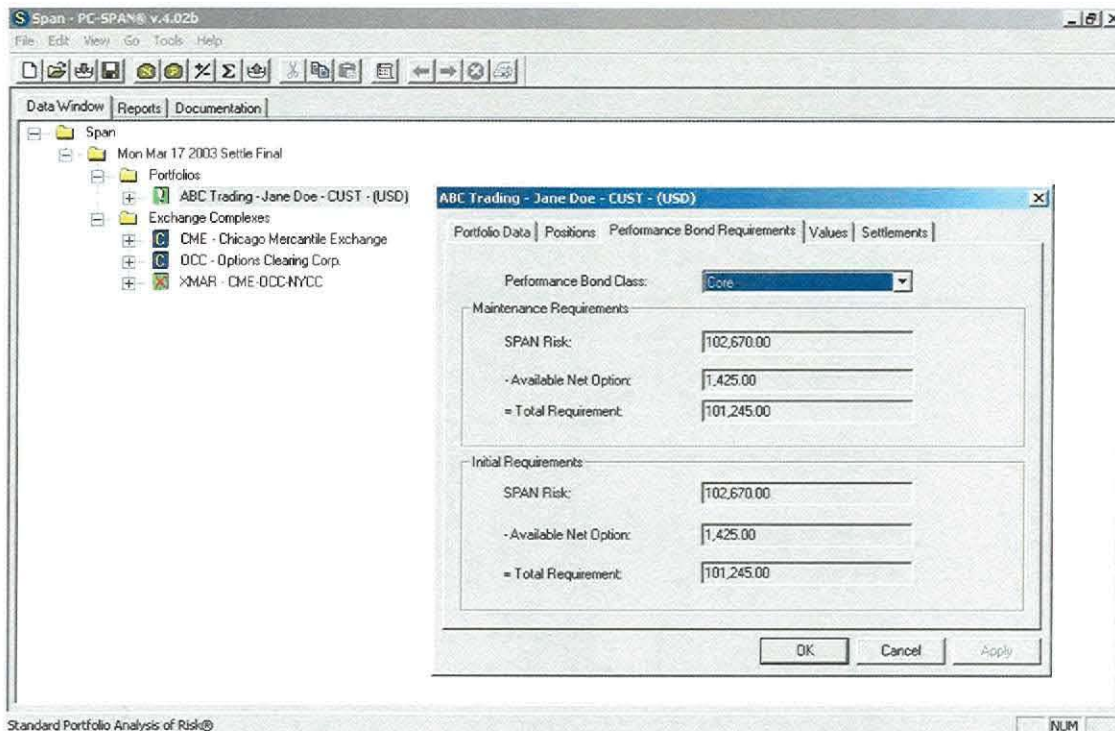 Span - PC-SPAN® v.4.02b
File Edit View Go Tools Help
Data Window Reports Documentation
Span
Mon Mar 17 2003 Settle Final
Portfolios
ABC Trading - Jane Doe - CUST - (USD)
Exchange Complexes
CME - Chicago Mercantile Exchange
OCC - Options Clearing Corp.
XMAR - CME-OCC-NYCC
ABC Trading - Jane Doe - CUST - (USD)
Portfolio Data Positions Performance Bond Requirements Values Settlements
Performance Bond Class: Core
Maintenance Requirements
SPAN Risk: 102,670.00
- Available Net Option: 1,425.00
= Total Requirement: 101,245.00
Initial Requirements
SPAN Risk: 102,670.00
- Available Net Option: 1,425.00
= Total Requirement: 101,245.00
OK Cancel Apply
Standard Portfolio Analysis of Risk® NUM